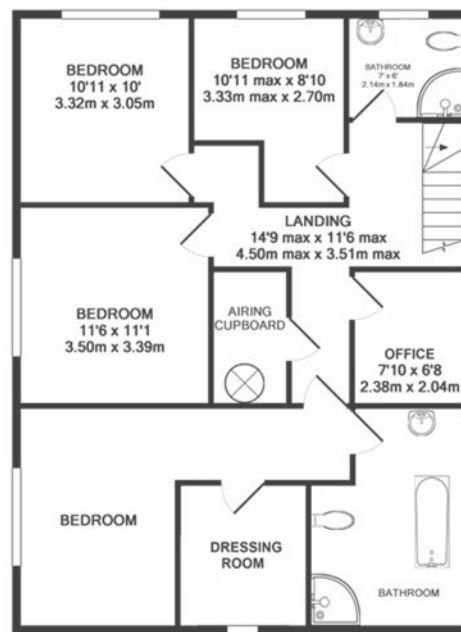 BEDROOM
10'11 x 10'
3.32m x 3.05m
BEDROOM
10'11 max x 8'10
3.33m max x 2.70m
BATHROOM
7' x 6'
2.14m x 1.84m
LANDING
14'9 max x 11'6 max
4.50m max x 3.51m max
BEDROOM
11'6 x 11'1
3.50m x 3.39m
AIRING
CUPBOARD
OFFICE
7'10 x 6'8
2.38m x 2.04m
BEDROOM
DRESSING
ROOM
BATHROOM